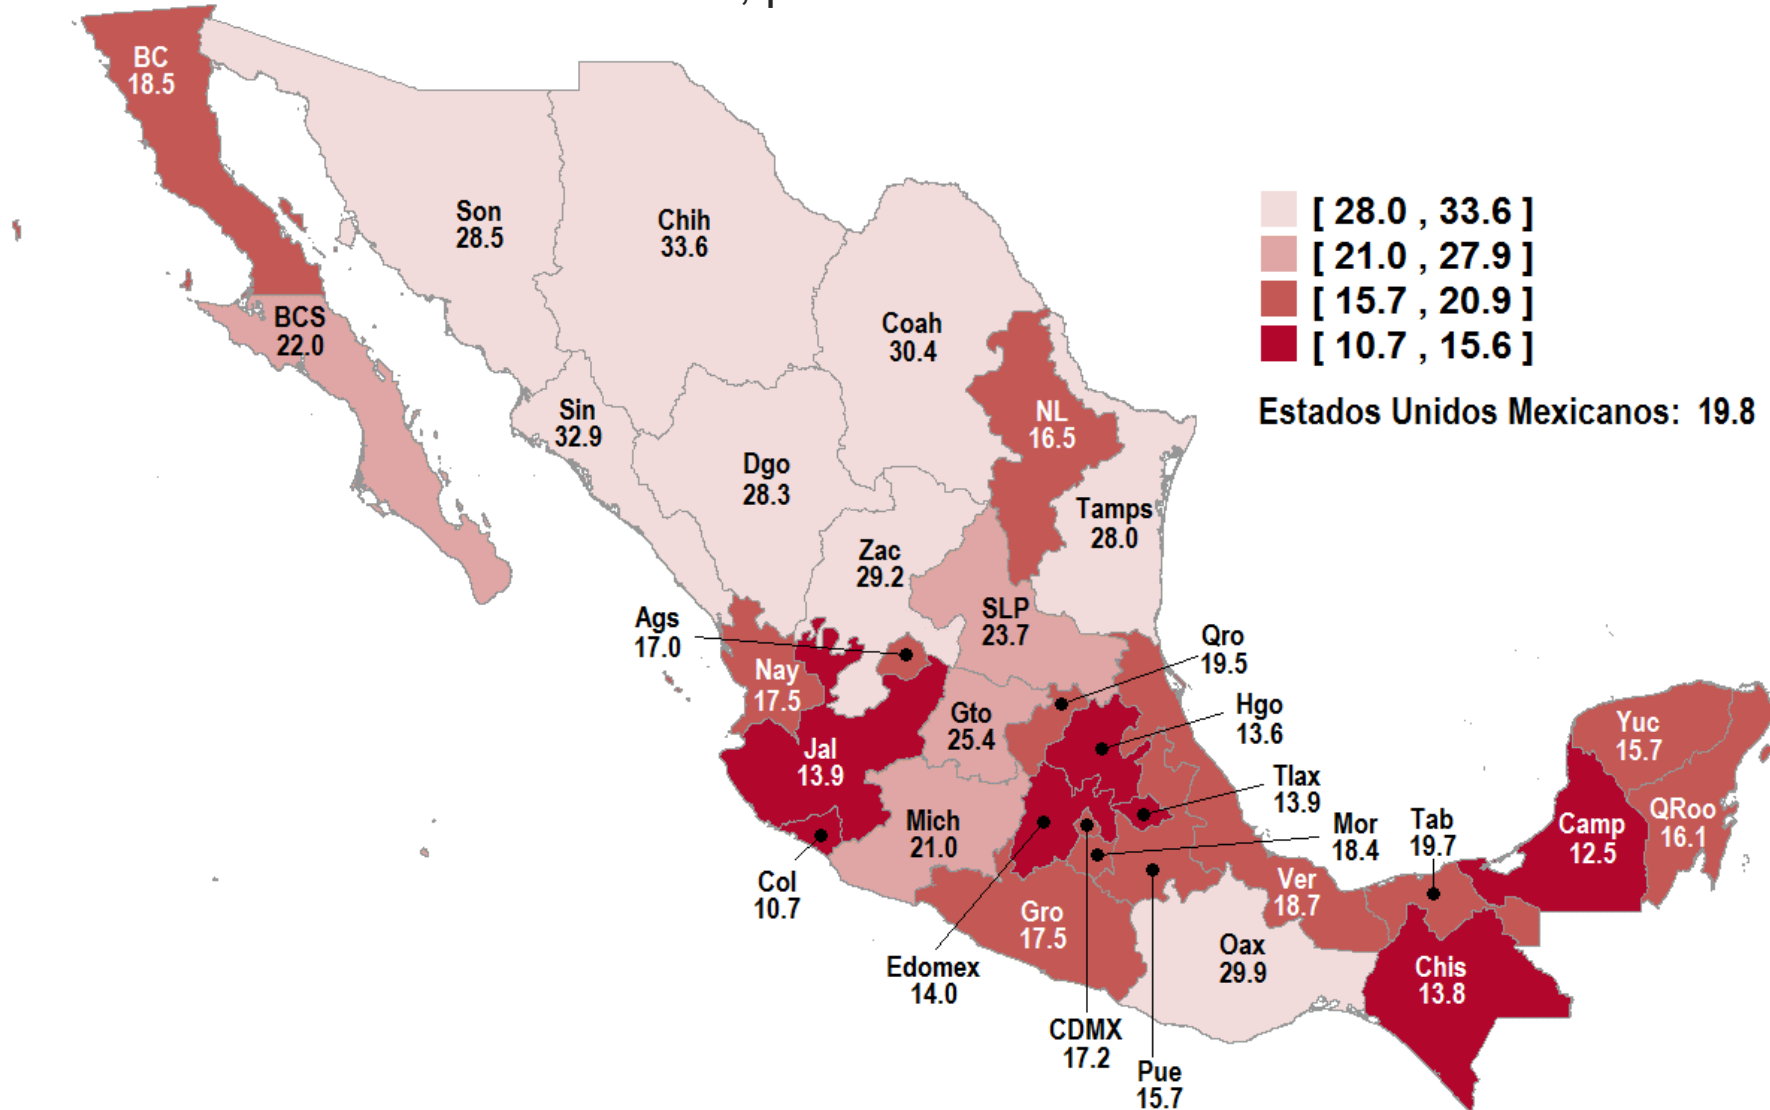 BC
18.5
Son
28.5
Chih
33.6
BCS
22.0
Coah
30.4
Sin
32.9
NL
16.5
Dgo
28.3
Tamps
28.0
Zac
29.2
SLP
23.7
Ags
17.0
Nay
17.5
Qro
19.5
Hgo
13.6
Gto
25.4
Jal
13.9
Tlax
13.9
Mich
21.0
Mor
18.4
Tab
19.7
Yuc
15.7
QRoo
16.1
Camp
12.5
Col
10.7
Ver
18.7
Gro
17.5
Edomex
14.0
Oax
29.9
Chis
13.8
CDMX
17.2
Pue
15.7
[ 28.0 , 33.6 ]
[ 21.0 , 27.9 ]
[ 15.7 , 20.9 ]
[ 10.7 , 15.6 ]
Estados Unidos Mexicanos: 19.8